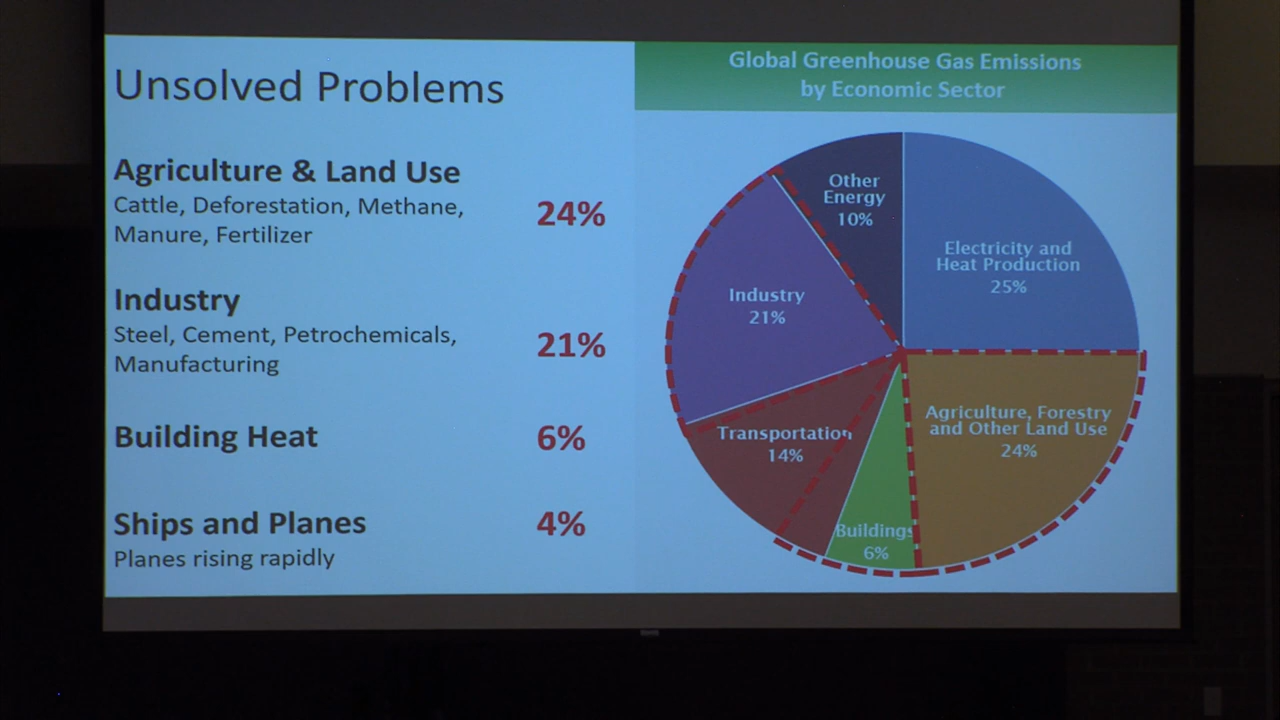 Unsolved Problems
Agriculture & Land Use
Cattle, Deforestation, Methane,
Manure, Fertilizer
24%
Industry
Steel, Cement, Petrochemicals,
Manufacturing
21%
Building Heat
6%
Ships and Planes
Planes rising rapidly
4%
Global Greenhouse Gas Emissions
by Economic Sector
Other
Energy
10%
Electricity and
Heat Production
25%
Industry
21%
Agriculture, Forestry
and Other Land Use
24%
Transportation
14%
Buildings
6%